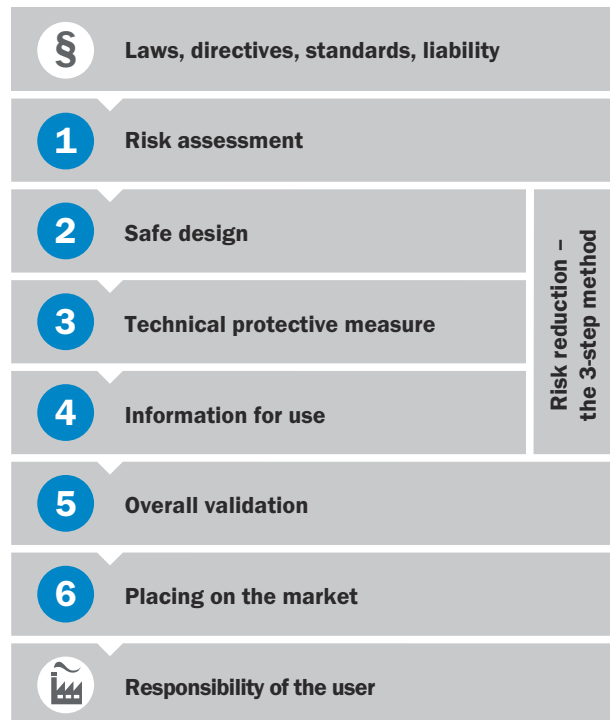 § Laws, directives, standards, liability
1 Risk assessment
2 Safe design
3 Technical protective measure
4 Information for use
Risk reduction –
the 3-step method
5 Overall validation
6 Placing on the market
Responsibility of the user